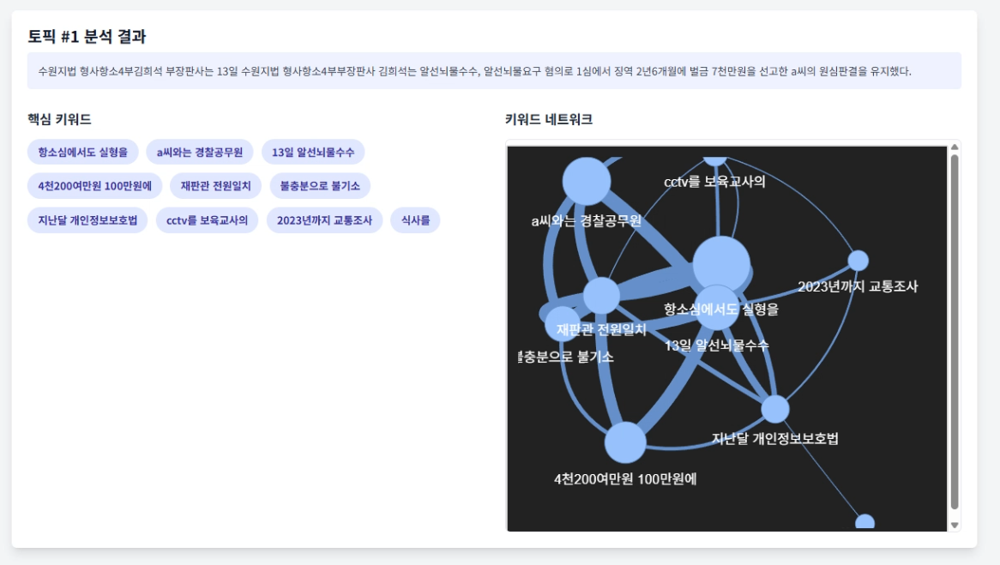 토픽 #1 분석 결과
수원지법 형사항소4부김희석 부장판사는 13일 수원지법 형사항소4부부장판사 김희석는 알선뇌물수수, 알선뇌물요구 혐의로 1심에서 징역 2년6개월에 벌금 7천만원을 선고한 a씨의 원심판결을 유지했다.
핵심 키워드
항소심에서도 실형을 a씨와는 경찰공무원 13일 알선뇌물수수
4천200여만원 100만원에 재판관 전원일치 불충분으로 불기소
지난달 개인정보보호법 cctv를 보육교사의 2023년까지 교통조사 식사를
키워드 네트워크
cctv를 보육교사의
a씨와는 경찰공무원
2023년까지 교통조사
항소심에서도 실형을
재판관 전원일치
13일 알선뇌물수수
불충분으로 불기소
지난달 개인정보보호법
4천200여만원 100만원에